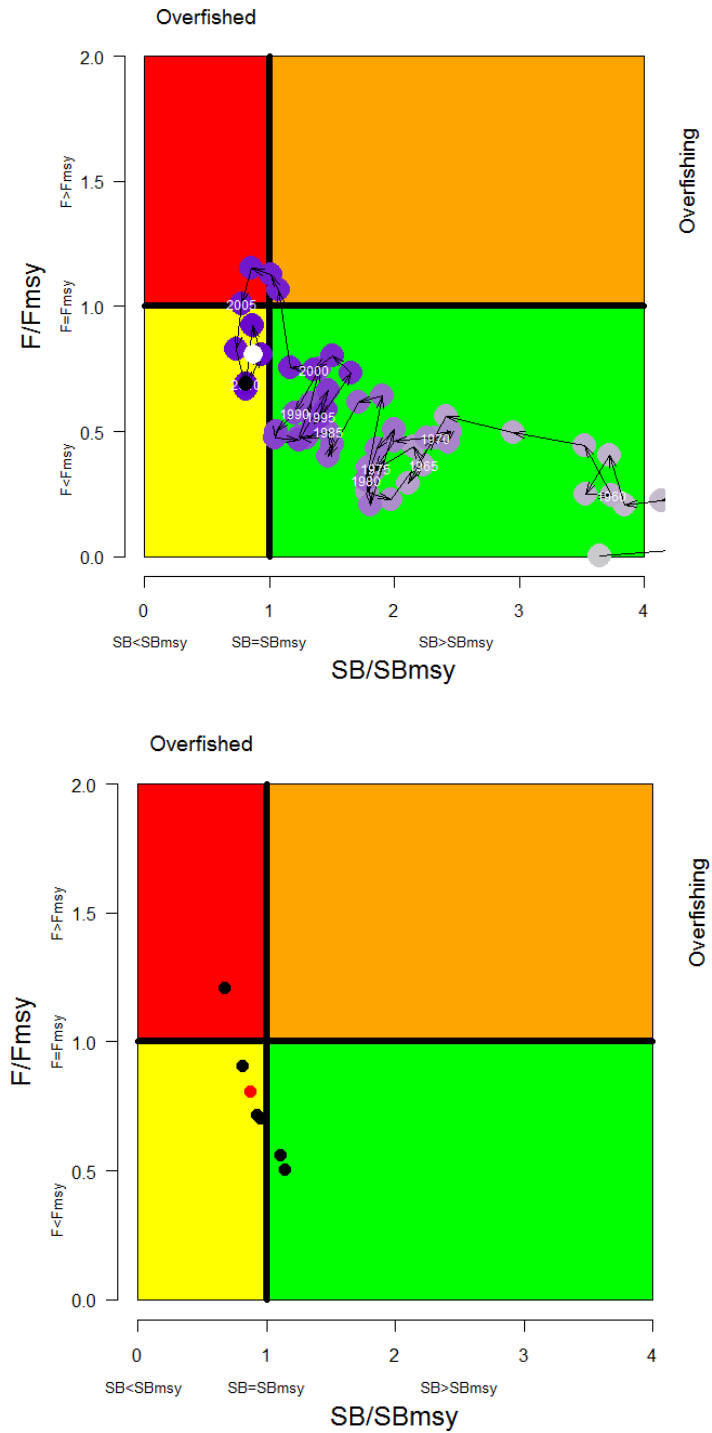 Overfished
2.0
1.5
1.0
0.5
0.0
F/Fmsy
F>Fmsy
F=Fmsy
F<Fmsy
Overfishing
2005
2000
1990
1995
1985
1970
1975
1965
1980
1960
0
1
2
3
4
SB<SBmsy
SB=SBmsy
SB>SBmsy
SB/SBmsy
Overfished
2.0
1.5
1.0
0.5
0.0
F/Fmsy
F>Fmsy
F=Fmsy
F<Fmsy
Overfishing
0
1
2
3
4
SB<SBmsy
SB=SBmsy
SB>SBmsy
SB/SBmsy